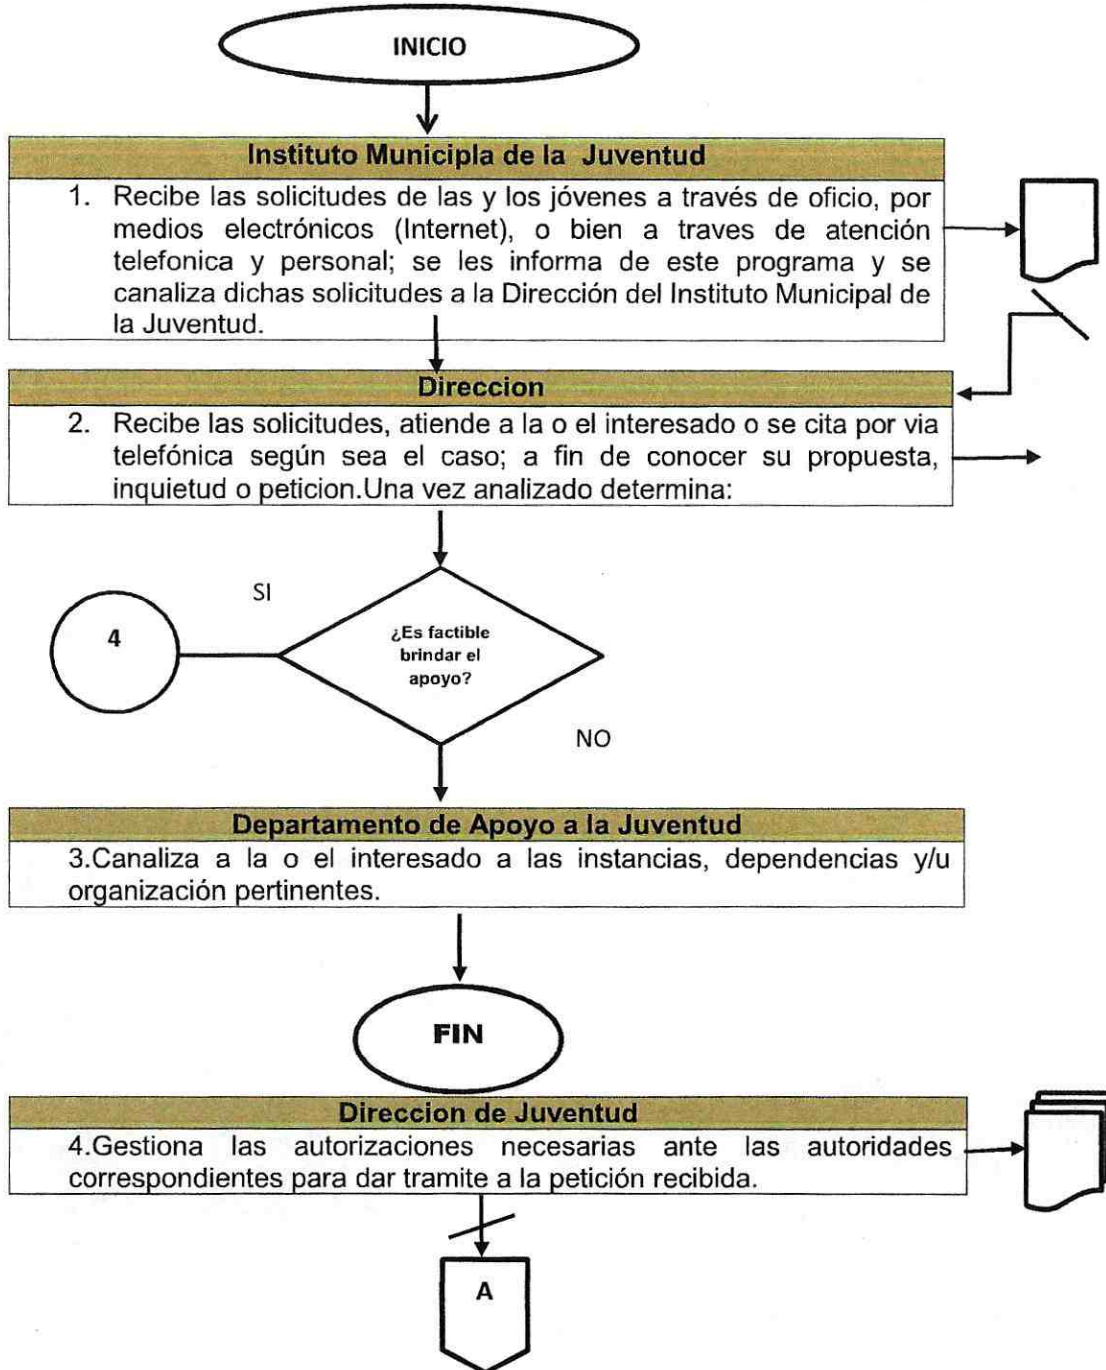 INICIO
Instituto Municipla de la Juventud
1. Recibe las solicitudes de las y los jóvenes a través de oficio, por
medios electrónicos (Internet), o bien a traves de atención
telefonica y personal; se les informa de este programa y se
canaliza dichas solicitudes a la Dirección del Instituto Municipal de
la Juventud.
Direccion
2. Recibe las solicitudes, atiende a la o el interesado o se cita por via
telefónica según sea el caso; a fin de conocer su propuesta,
inquietud o peticion.Una vez analizado determina:
SI
4
¿Es factible
brindar el
apoyo?
NO
Departamento de Apoyo a la Juventud
3.Canaliza a la o el interesado a las instancias, dependencias y/u
organización pertinentes.
FIN
Direccion de Juventud
4.Gestiona las autorizaciones necesarias ante las autoridades
correspondientes para dar tramite a la petición recibida.
A